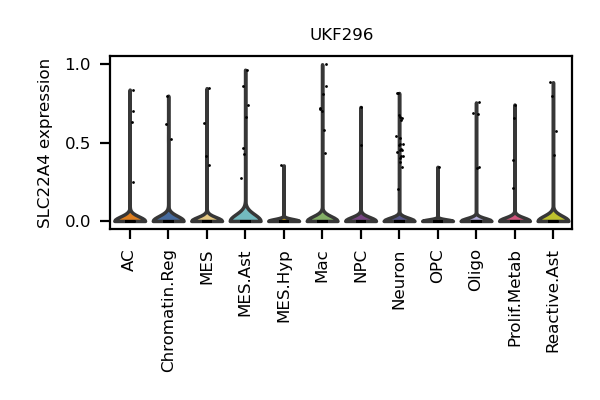 UKF296
SLC22A4 expression
1.0
0.5
0.0
AC
Chromatin.Reg
MES
MES.Ast
MES.Hyp
Mac
NPC
Neuron
OPC
Oligo
Prolif.Metab
Reactive.Ast